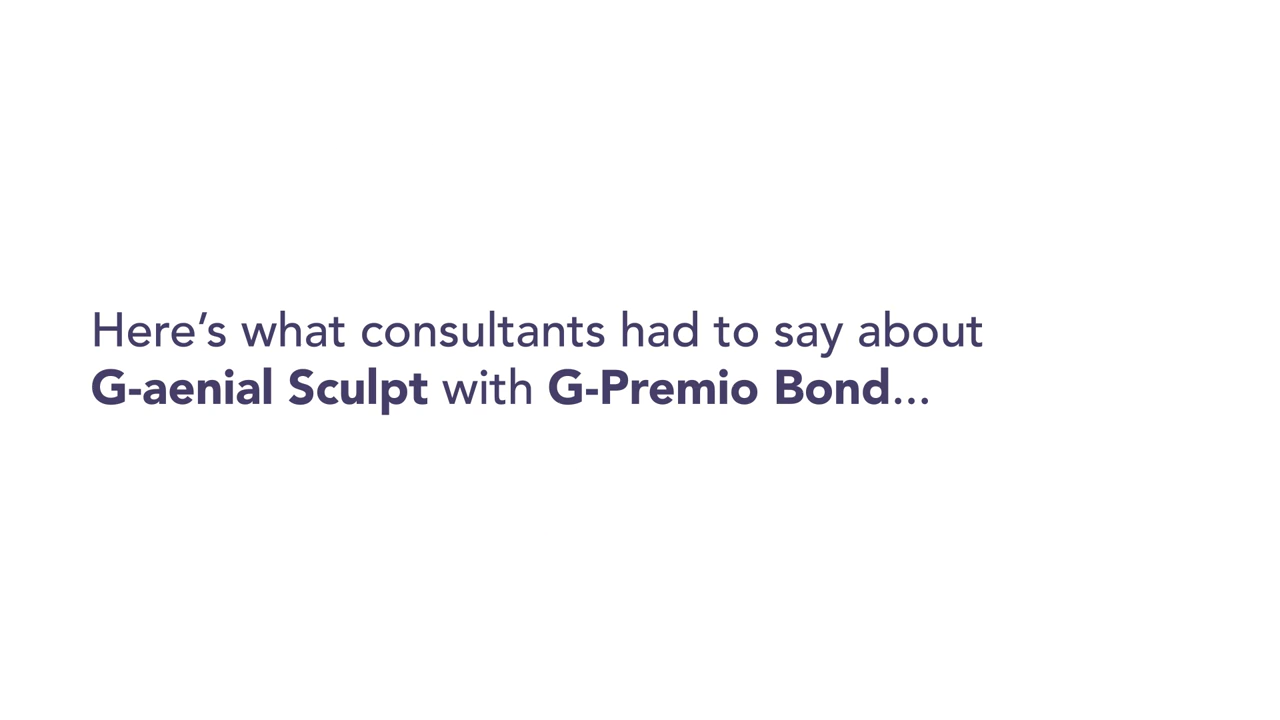 Here’s what consultants had to say about
G-aenial Sculpt with G-Premio Bond...